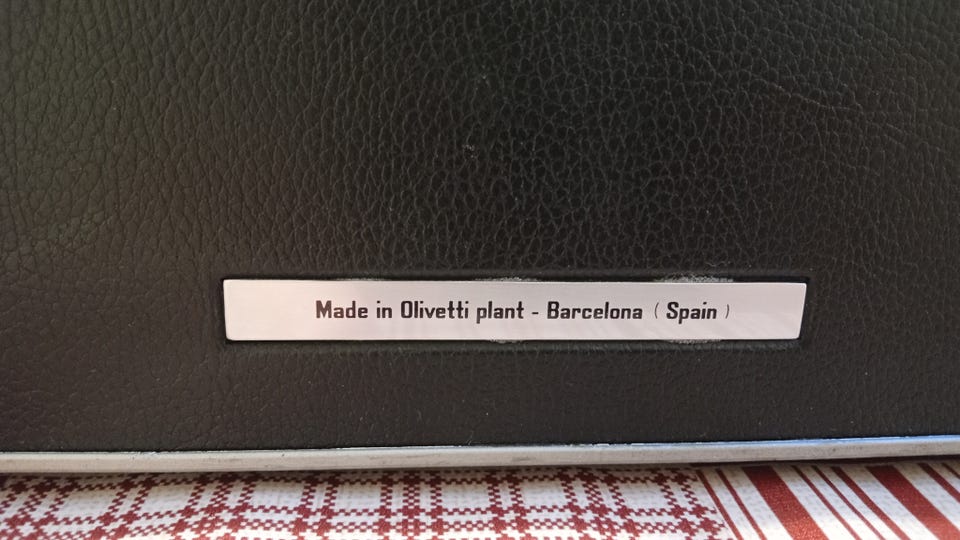 Made in Olivetti plant - Barcelona ( Spain )